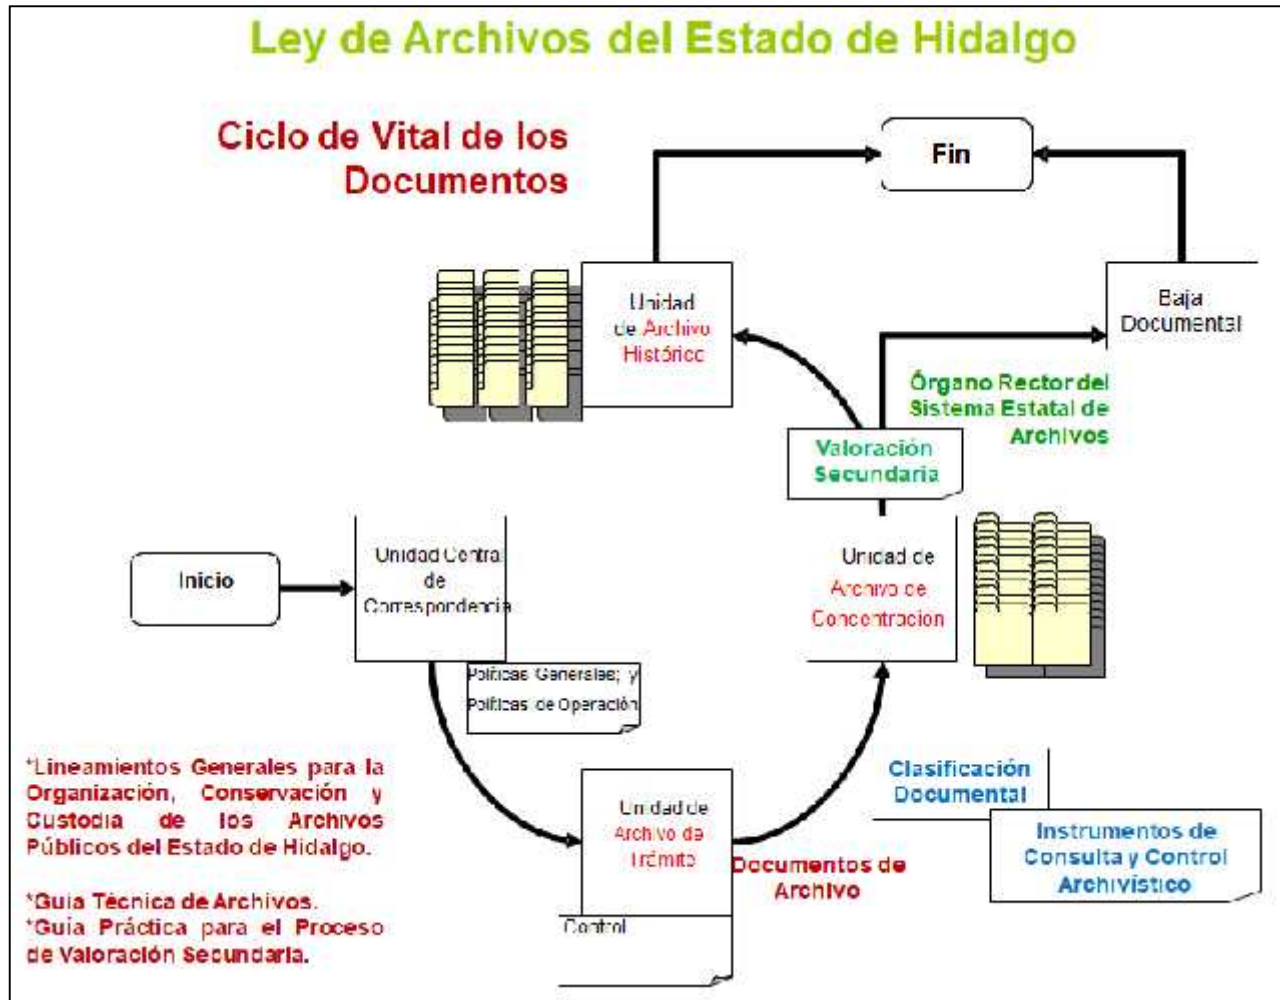 Ley de Archivos del Estado de Hidalgo
Ciclo de Vital de los
Documentos
Fin
Unidad
de Archivo
Histórico
Baja
Documental
Órgano Rector del
Sistema Estatal de
Archivos
Valoración
Secundaria
Inicio
Unidad Central
de
Correspondencia
Unidad de
Archivo de
Concentracion
Políticas Generales; y
Políticas de Operación
*Lineamientos Generales para la
Organización, Conservación y
Custodia de los Archivos
Públicos del Estado de Hidalgo.
*Guia Técnica de Archivos.
*Guía Práctica para el Proceso
de Valoración Secundaria.
Unidad de
Archivo de
Trámite
Control
Documentos de
Archivo
Clasificación
Documental
Instrumentos de
Consulta y Control
Archivístico